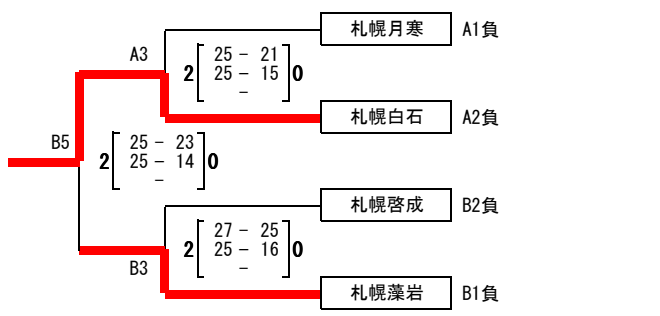 札幌月寒 A1負
A3
2 25 - 21 0
25 - 15
-
札幌白石 A2負
B5
2 25 - 23 0
25 - 14
-
札幌啓成 B2負
2 27 - 25 0
25 - 16
-
B3
札幌藻岩 B1負